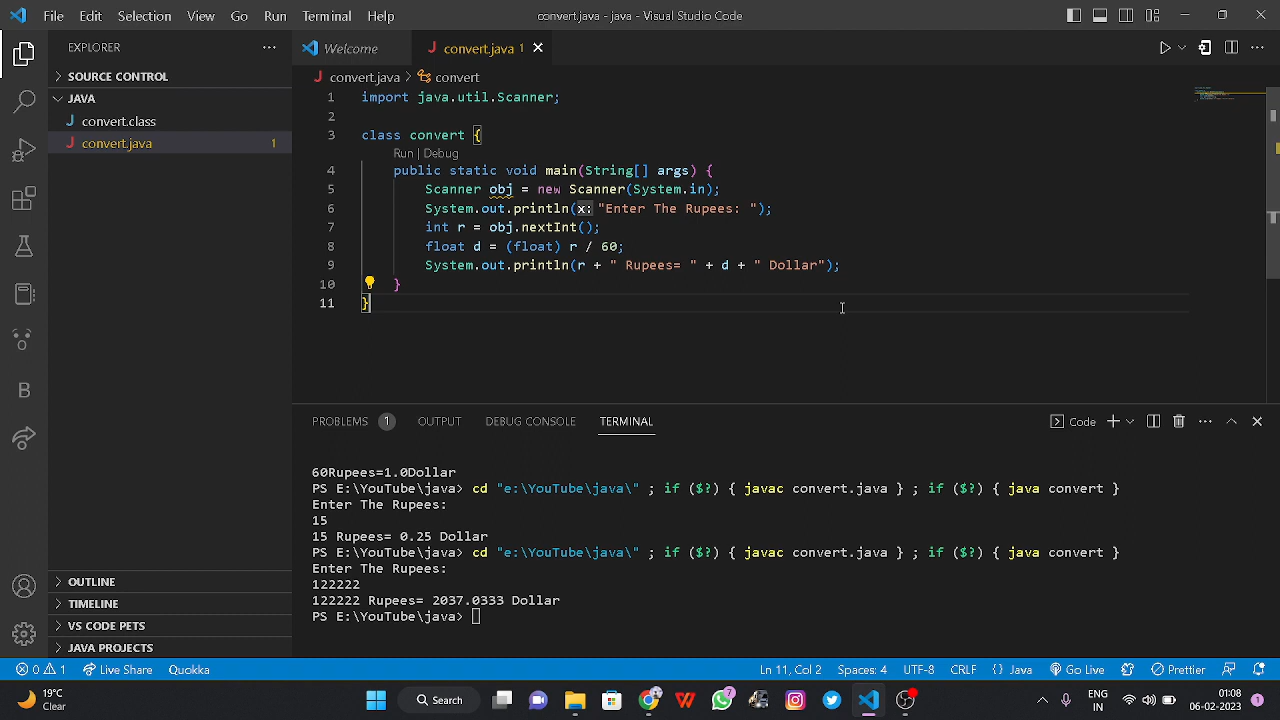 File Edit Selection View Go Run Terminal Help convert.java - java - Visual Studio Code
EXPLORER
SOURCE CONTROL
JAVA
convert.class
convert.java 1
OUTLINE
TIMELINE
VS CODE PETS
JAVA PROJECTS
Welcome convert.java 1
convert.java > convert
1 import java.util.Scanner;
2
3 class convert {
Run | Debug
4 public static void main(String[] args) {
5 Scanner obj = new Scanner(System.in);
6 System.out.println(x: "Enter The Rupees: ");
7 int r = obj.nextInt();
8 float d = (float) r / 60;
9 System.out.println(r + " Rupees= " + d + " Dollar");
10 }
11 }
PROBLEMS 1 OUTPUT DEBUG CONSOLE TERMINAL Code
60Rupees=1.0Dollar
PS E:\YouTube\java> cd "e:\YouTube\java\" ; if ($?) { javac convert.java } ; if ($?) { java convert }
Enter The Rupees:
15
15 Rupees= 0.25 Dollar
PS E:\YouTube\java> cd "e:\YouTube\java\" ; if ($?) { javac convert.java } ; if ($?) { java convert }
Enter The Rupees:
122222
122222 Rupees= 2037.0333 Dollar
PS E:\YouTube\java>
0 1 Live Share Quokka Ln 11, Col 2 Spaces: 4 UTF-8 CRLF {} Java Go Live Prettier
19°C
Clear
Search
7
ENG
IN
01:08
06-02-2023
1